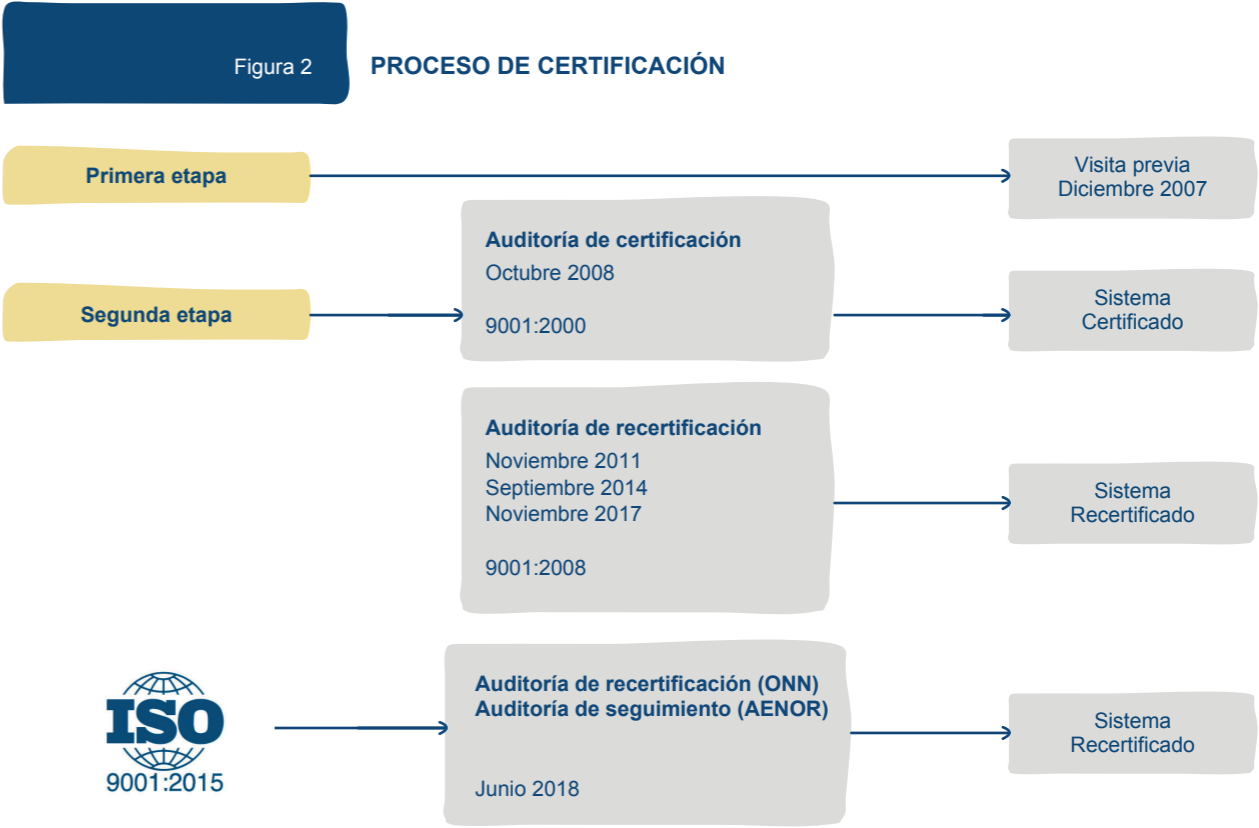 Figura 2
PROCESO DE CERTIFICACIÓN
Primera etapa
Visita previa
Diciembre 2007
Segunda etapa
Auditoría de certificación
Octubre 2008
9001:2000
Sistema
Certificado
Auditoría de recertificación
Noviembre 2011
Septiembre 2014
Noviembre 2017
9001:2008
Sistema
Recertificado
ISO
9001:2015
Auditoría de recertificación (ONN)
Auditoría de seguimiento (AENOR)
Junio 2018
Sistema
Recertificado